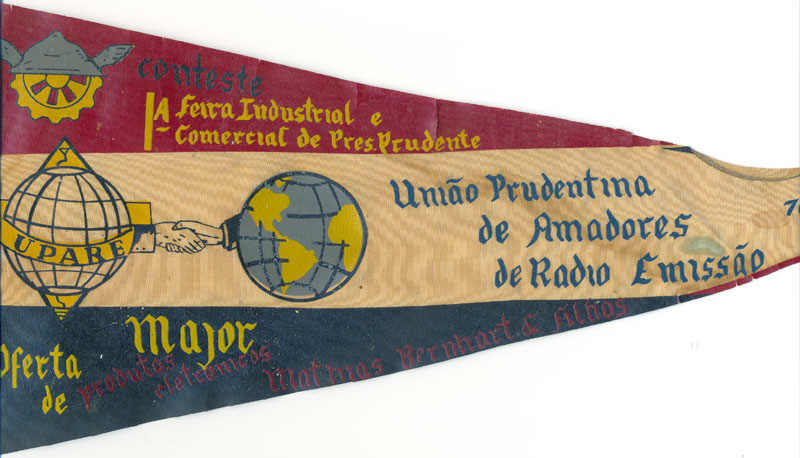 conteste
1ª Feira Industrial e
Comercial de Pres. Prudente
UPARE
União Prudentina
de Amadores
de Radio Emissão
Oferta
de
Major
produtos
eletronicos
Mathias Bernhart & Filhos